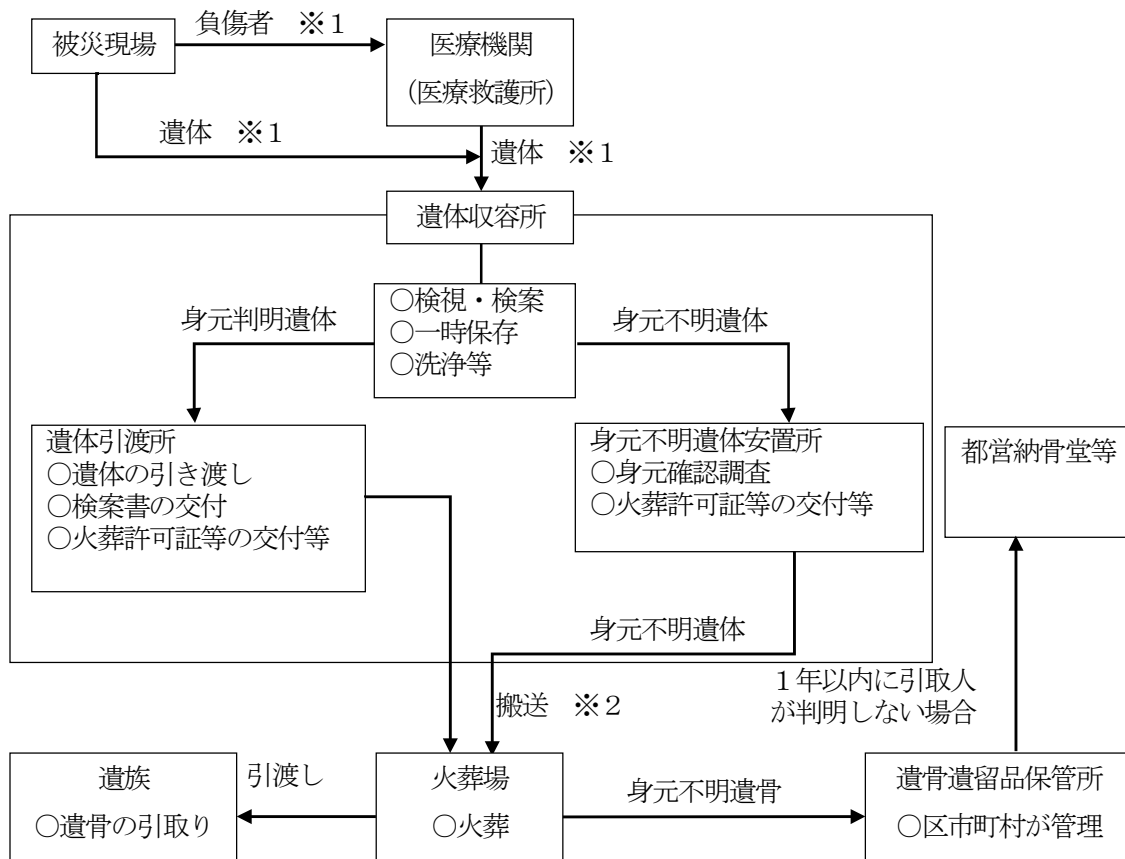 被災現場
負傷者　※１
医療機関
（医療救護所）
遺体　※１
遺体　※１
遺体収容所
○検視・検案
○一時保存
○洗浄等
身元判明遺体
身元不明遺体
遺体引渡所
○遺体の引き渡し
○検案書の交付
○火葬許可証等の交付等
身元不明遺体安置所
○身元確認調査
○火葬許可証等の交付等
都営納骨堂等
身元不明遺体
搬送　※２
１年以内に引取人
が判明しない場合
遺族
○遺骨の引取り
引渡し
火葬場
○火葬
身元不明遺骨
遺骨遺留品保管所
○区市町村が管理